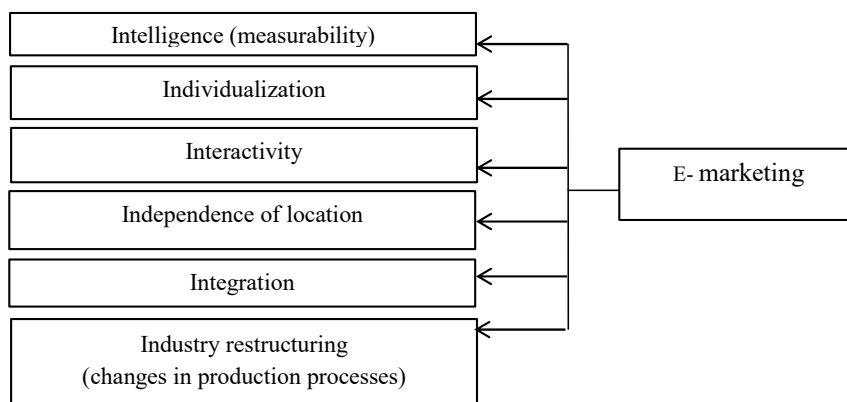 Intelligence (measurability)
Individualization
Interactivity
E- marketing
Independence of location
Integration
Industry restructuring
(changes in production processes)